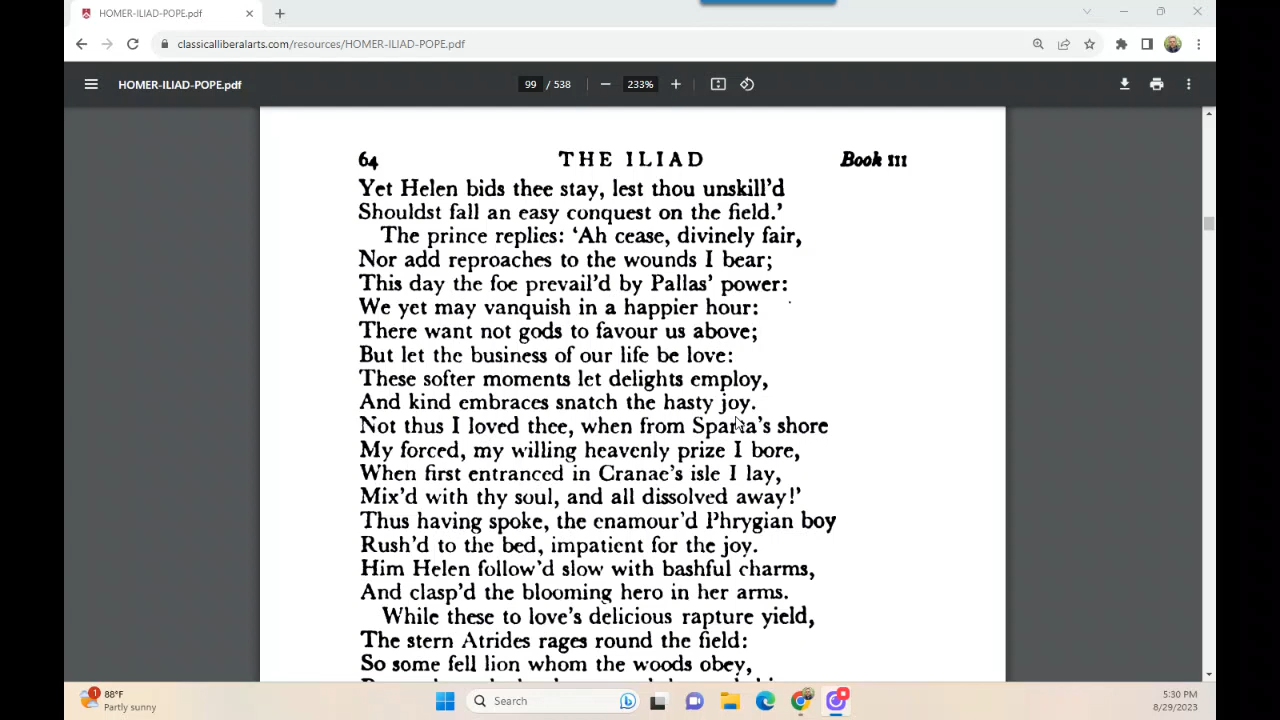 HOMER-ILIAD-POPE.pdf
classicalliberalarts.com/resources/HOMER-ILIAD-POPE.pdf
HOMER-ILIAD-POPE.pdf 99 / 538 233%
64 THE ILIAD Book III
Yet Helen bids thee stay, lest thou unskill'd
Shouldst fall an easy conquest on the field.'
The prince replies: 'Ah cease, divinely fair,
Nor add reproaches to the wounds I bear;
This day the foe prevail'd by Pallas' power:
We yet may vanquish in a happier hour:
There want not gods to favour us above;
But let the business of our life be love:
These softer moments let delights employ,
And kind embraces snatch the hasty joy.
Not thus I loved thee, when from Sparta's shore
My forced, my willing heavenly prize I bore,
When first entranced in Cranae's isle I lay,
Mix'd with thy soul, and all dissolved away!'
Thus having spoke, the enamour'd Phrygian boy
Rush'd to the bed, impatient for the joy.
Him Helen follow'd slow with bashful charms,
And clasp'd the blooming hero in her arms.
While these to love's delicious rapture yield,
The stern Atrides rages round the field:
So some fell lion whom the woods obey,
1 88°F
Partly sunny
Search
5:30 PM
8/29/2023